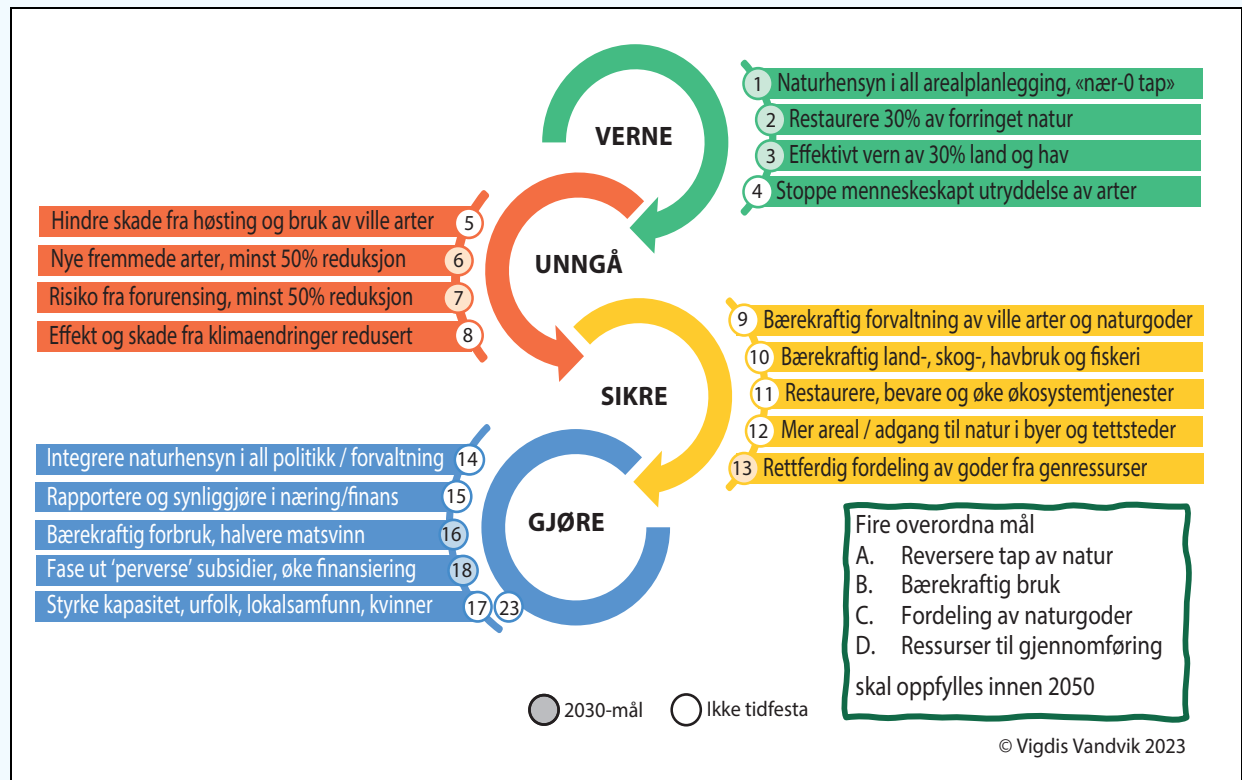 VERNE
1 Naturhensyn i all arealplanlegging, «nær-0 tap»
2 Restaurere 30% av forringet natur
3 Effektivt vern av 30% land og hav
4 Stoppe menneskeskapt utryddelse av arter
UNNGÅ
Hindre skade fra høsting og bruk av ville arter 5
Nye fremmede arter, minst 50% reduksjon 6
Risiko fra forurensing, minst 50% reduksjon 7
Effekt og skade fra klimaendringer redusert 8
SIKRE
9 Bærekraftig forvaltning av ville arter og naturgoder
10 Bærekraftig land-, skog-, havbruk og fiskeri
11 Restaurere, bevare og øke økosystemtjenester
12 Mer areal / adgang til natur i byer og tettsteder
13 Rettferdig fordeling av goder fra genressurser
GJØRE
Integrere naturhensyn i all politikk / forvaltning 14
Rapportere og synliggjøre i næring/finans 15
Bærekraftig forbruk, halvere matsvinn 16
Fase ut 'perverse' subsidier, øke finansiering 18
Styrke kapasitet, urfolk, lokalsamfunn, kvinner 17 23
Fire overordna mål
A. Reversere tap av natur
B. Bærekraftig bruk
C. Fordeling av naturgoder
D. Ressurser til gjennomføring
skal oppfylles innen 2050
2030-mål Ikke tidfesta
© Vigdis Vandvik 2023